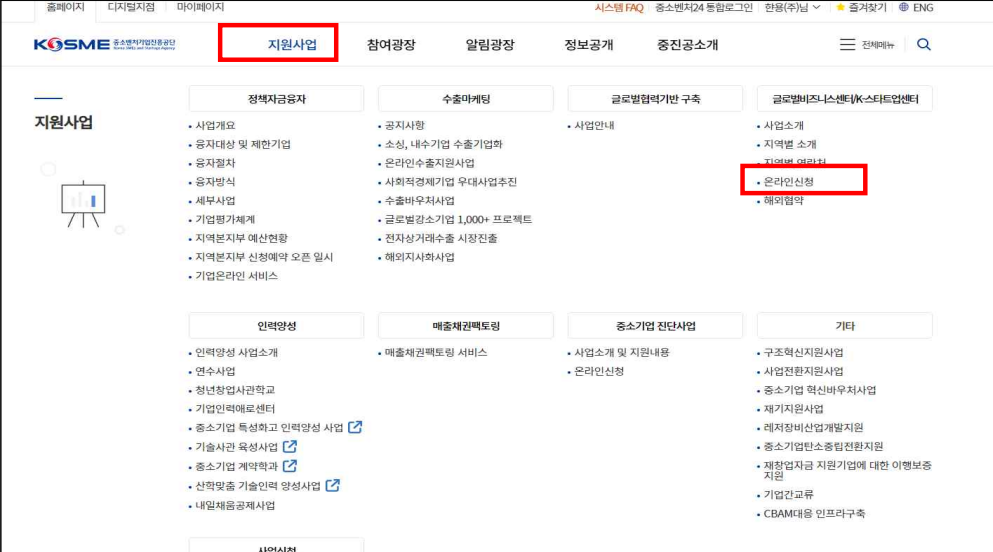 홈페이지 디지털지점 마이페이지
시스템 FAQ 중소벤처24 통합로그인 한용(주)님 즐겨찾기 ENG
KOSME 중소벤처기업진흥공단
Korea SMEs and Startups Agency
지원사업 참여광장 알림광장 정보공개 중진공소개 전체메뉴
지원사업
정책자금융자
• 사업개요
• 융자대상 및 제한기업
• 융자절차
• 융자방식
• 세부사업
• 기업평가체계
• 지역본지부 예산현황
• 지역본지부 신청예약 오픈 일시
• 기업온라인 서비스
수출마케팅
• 공지사항
• 소싱, 내수기업 수출기업화
• 온라인수출지원사업
• 사회적경제기업 우대사업추진
• 수출바우처사업
• 글로벌강소기업 1,000+ 프로젝트
• 전자상거래수출 시장진출
• 해외지사화사업
글로벌협력기반 구축
• 사업안내
글로벌비즈니스센터/K-스타트업센터
• 사업소개
• 지역별 소개
• 지역별 연락처
• 온라인신청
• 해외협약
인력양성
• 인력양성 사업소개
• 연수사업
• 청년창업사관학교
• 기업인력애로센터
• 중소기업 특성화고 인력양성 사업
• 기술사관 육성사업
• 중소기업 계약학과
• 산학맞춤 기술인력 양성사업
• 내일채움공제사업
매출채권팩토링
• 매출채권팩토링 서비스
중소기업 진단사업
• 사업소개 및 지원내용
• 온라인신청
기타
• 구조혁신지원사업
• 사업전환지원사업
• 중소기업 혁신바우처사업
• 재기지원사업
• 레저장비산업개발지원
• 중소기업탄소중립전환지원
• 재창업자금 지원기업에 대한 이행보증
지원
• 기업간교류
• CBAM대응 인프라구축
사업신청